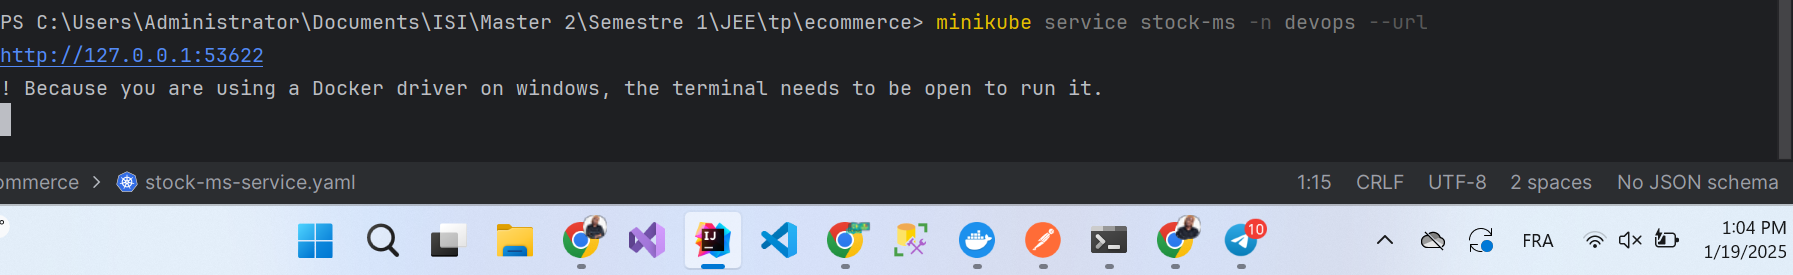 PS C:\Users\Administrator\Documents\ISI\Master 2\Semestre 1\JEE\tp\ecommerce> minikube service stock-ms -n devops --url
http://127.0.0.1:53622
! Because you are using a Docker driver on windows, the terminal needs to be open to run it.
ommerce > stock-ms-service.yaml 1:15 CRLF UTF-8 2 spaces No JSON schema
IJ
10
FRA
1:04 PM
1/19/2025